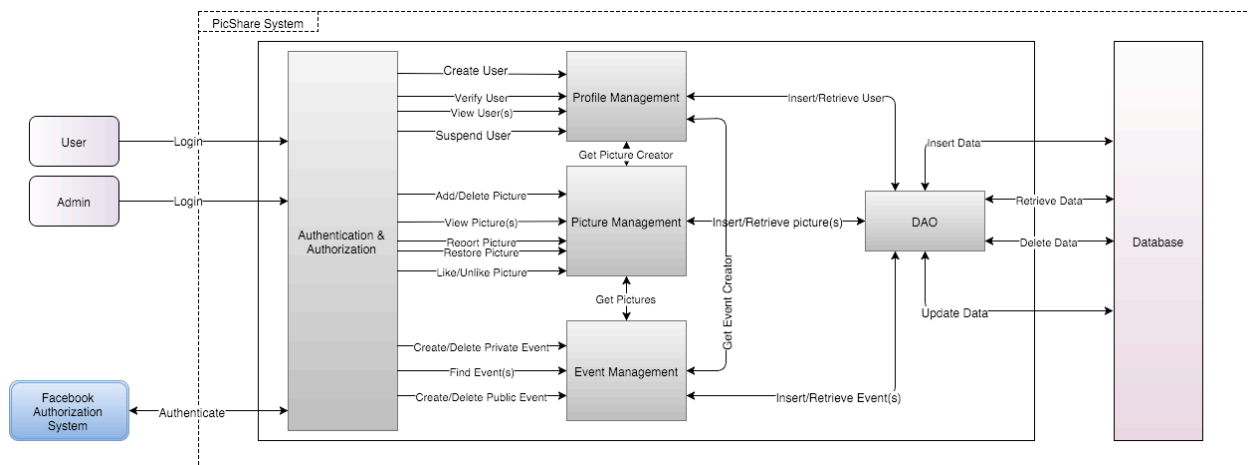 PicShare System
User
Login
Admin
Login
Facebook
Authorization
System
Authenticate
Authentication &
Authorization
Create User
Verify User
View User(s)
Suspend User
Add/Delete Picture
View Picture(s)
Report Picture
Restore Picture
Like/Unlike Picture
Create/Delete Private Event
Find Event(s)
Create/Delete Public Event
Profile Management
Get Picture Creator
Picture Management
Get Pictures
Event Management
Get Event Creator
Insert/Retrieve User
Insert/Retrieve picture(s)
Insert/Retrieve Event(s)
DAO
Insert Data
Retrieve Data
Delete Data
Update Data
Database